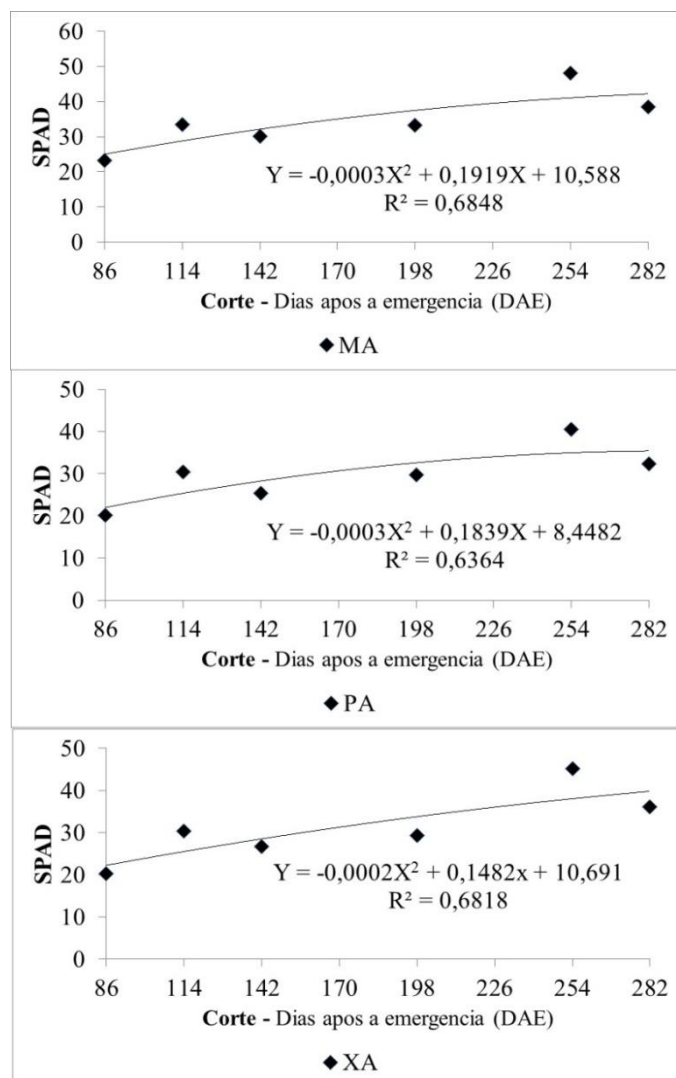 60
50
40
30
20
10
0
SPAD
Y = -0,0003X² + 0,1919X + 10,588
R² = 0,6848
86 114 142 170 198 226 254 282
Corte - Dias apos a emergencia (DAE)
◆ MA
50
40
30
20
10
0
SPAD
Y = -0,0003X² + 0,1839X + 8,4482
R² = 0,6364
86 114 142 170 198 226 254 282
Corte - Dias apos a emergencia (DAE)
◆ PA
50
40
30
20
10
0
SPAD
Y = -0,0002X² + 0,1482x + 10,691
R² = 0,6818
86 114 142 170 198 226 254 282
Corte - Dias apos a emergencia (DAE)
◆ XA